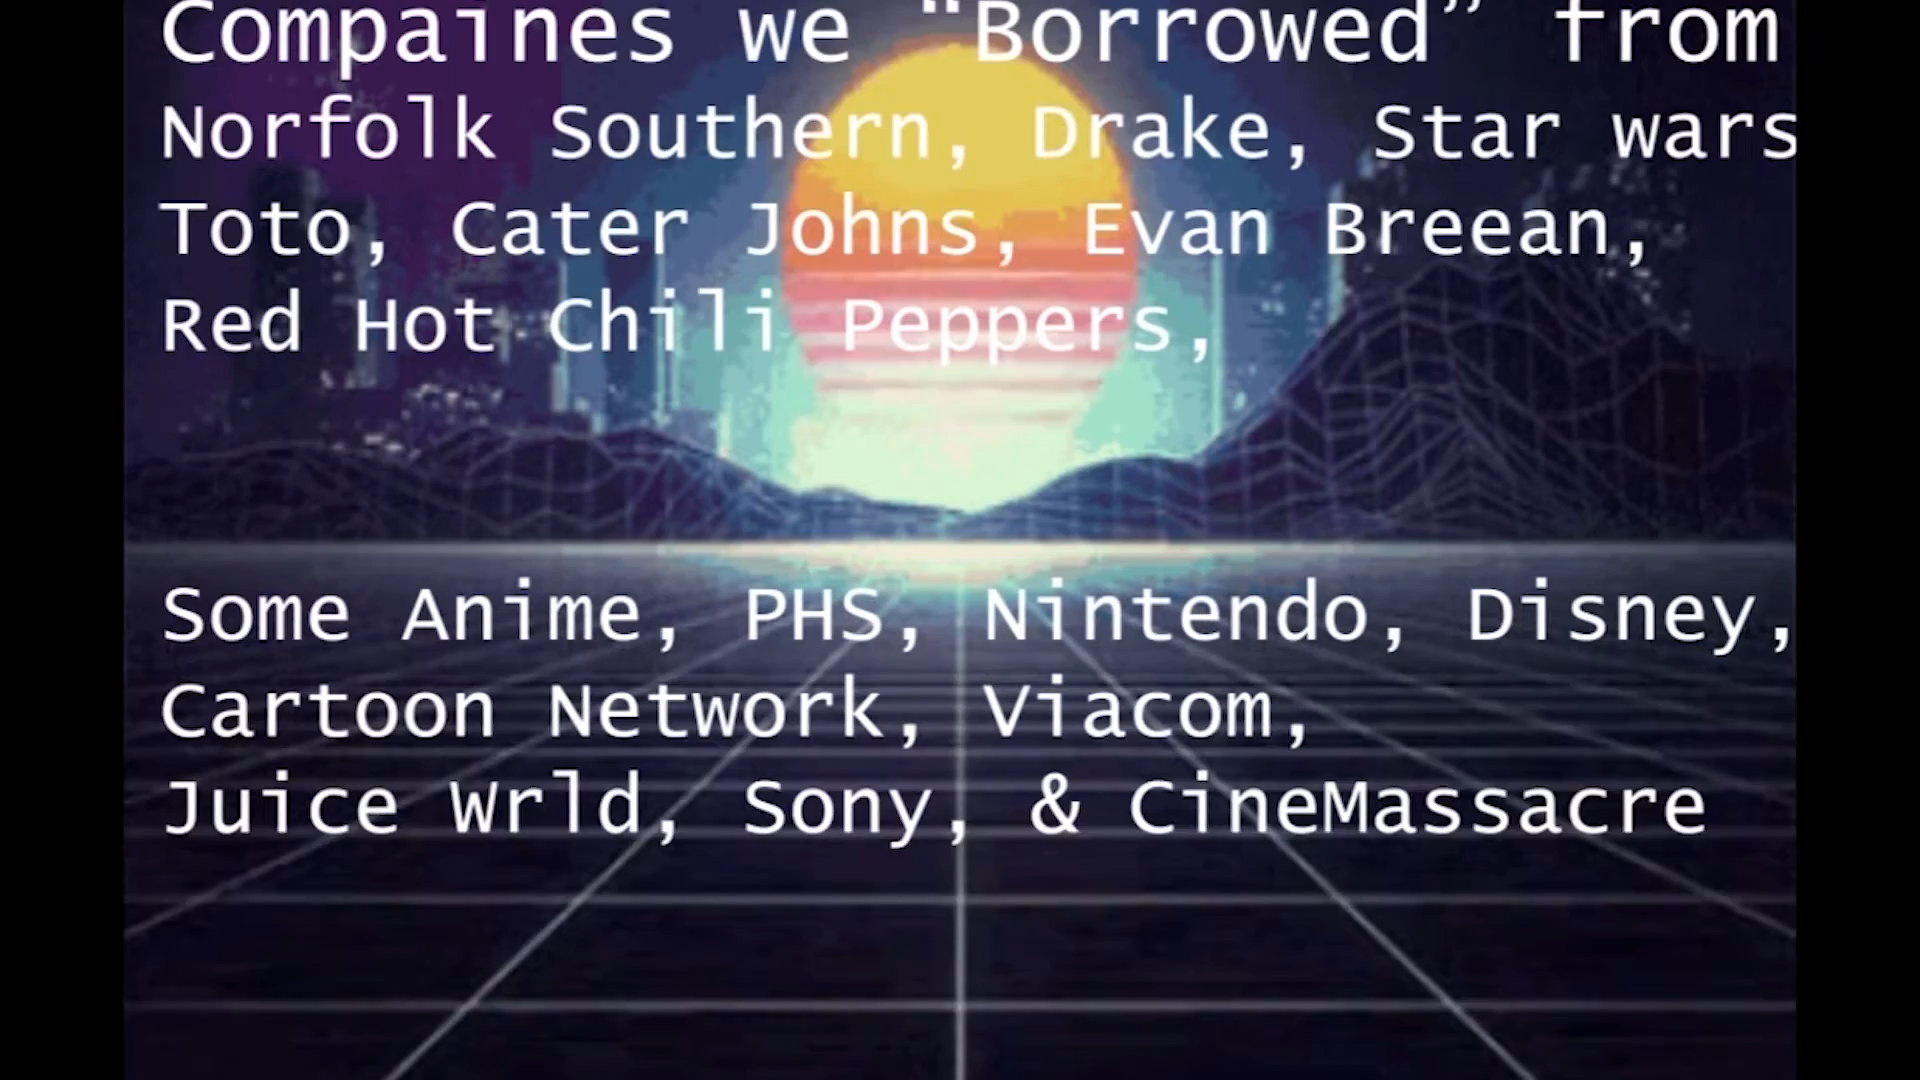 Compaines we “Borrowed” from
Norfolk Southern, Drake, Star wars
Toto, Cater Johns, Evan Breean,
Red Hot Chili Peppers,
Some Anime, PHS, Nintendo, Disney,
Cartoon Network, Viacom,
Juice Wrld, Sony, & CineMassacre